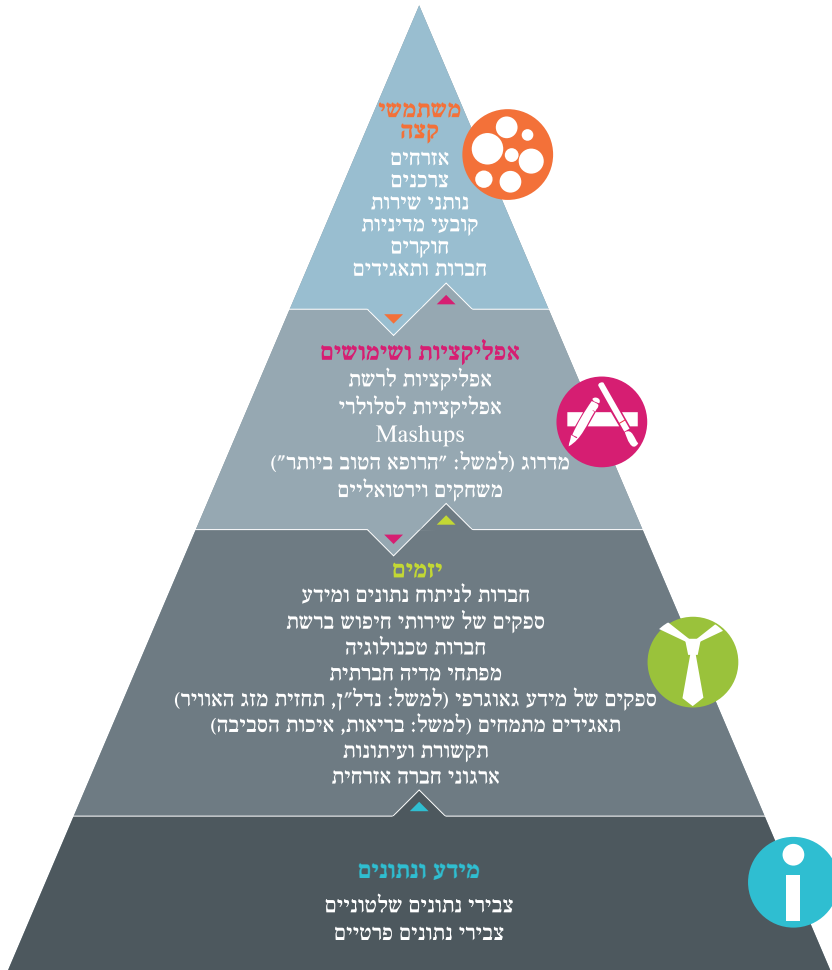 משתמשי
קצה
אזרחים
צרכנים
נותני שירות
קובעי מדיניות
חוקרים
חברות ותאגידים
אפליקציות ושימושים
אפליקציות לרשת
אפליקציות לסלולרי
Mashups
מדרוג (למשל: "הרופא הטוב ביותר")
משחקים וירטואליים
יזמים
חברות לניתוח נתונים ומידע
ספקים של שירותי חיפוש ברשת
חברות טכנולוגיה
מפתחי מדיה חברתית
ספקים של מידע גאוגרפי (למשל: נדל"ן, תחזית מזג האוויר)
תאגידים מתמחים (למשל: בריאות, איכות הסביבה)
תקשורת ועיתונות
ארגוני חברה אזרחית
מידע ונתונים
צבירי נתונים שלטוניים
צבירי נתונים פרטיים